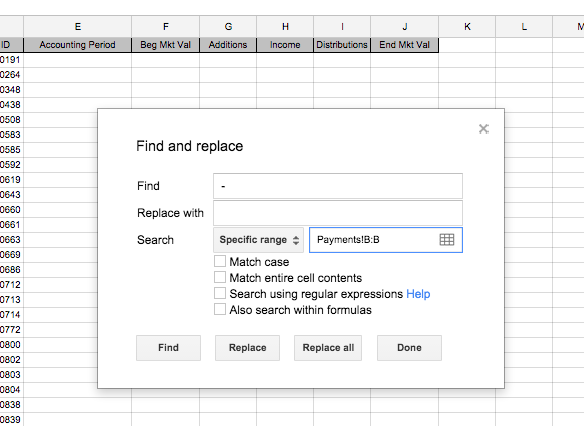 E F G H I J K L M
ID Accounting Period Beg Mkt Val Additions Income Distributions End Mkt Val
0191
0264
0348
0438
0508
0583
0585
0592
0619
0643
0660
0661
0663
0669
0686
0712
0713
0714
0772
0800
0802
0803
0804
0838
0839
Find and replace
Find -
Replace with
Search Specific range Payments!B:B
Match case
Match entire cell contents
Search using regular expressions Help
Also search within formulas
Find Replace Replace all Done